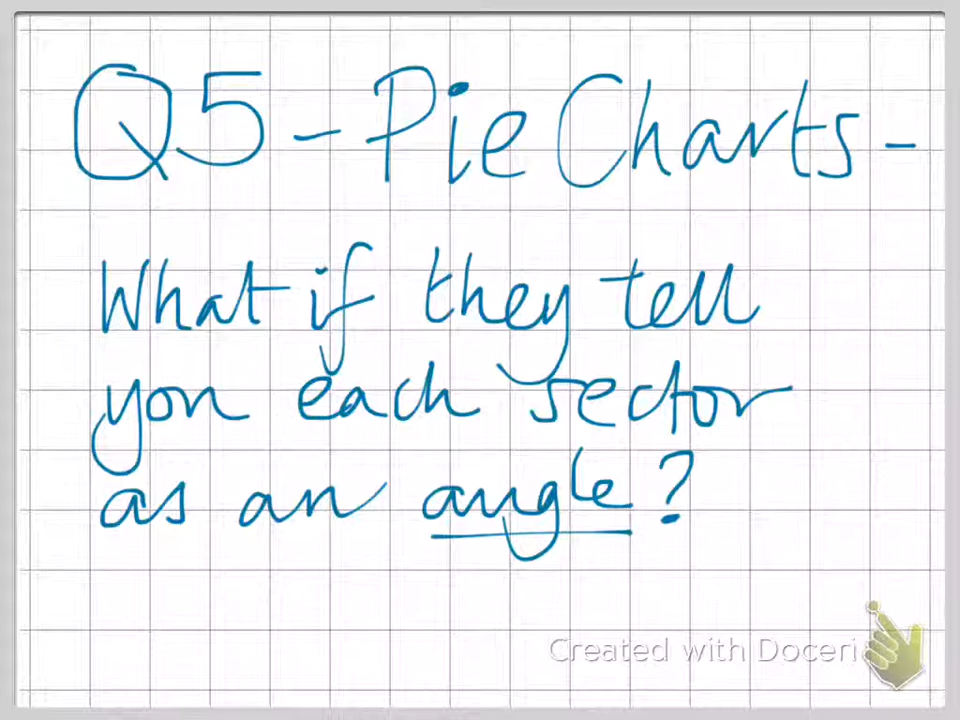 Q5 - Pie Charts -
What if they tell
you each sector
as an angle?
Created with Doceri